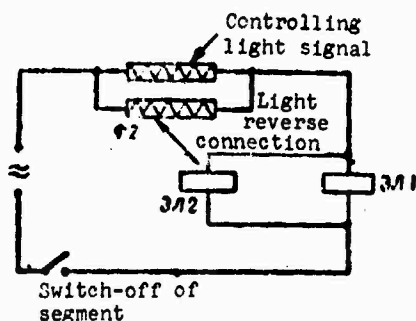 Controlling
light signal
Light
reverse
connection
ЭЛ2
ЭЛ1
Switch-off of
segment